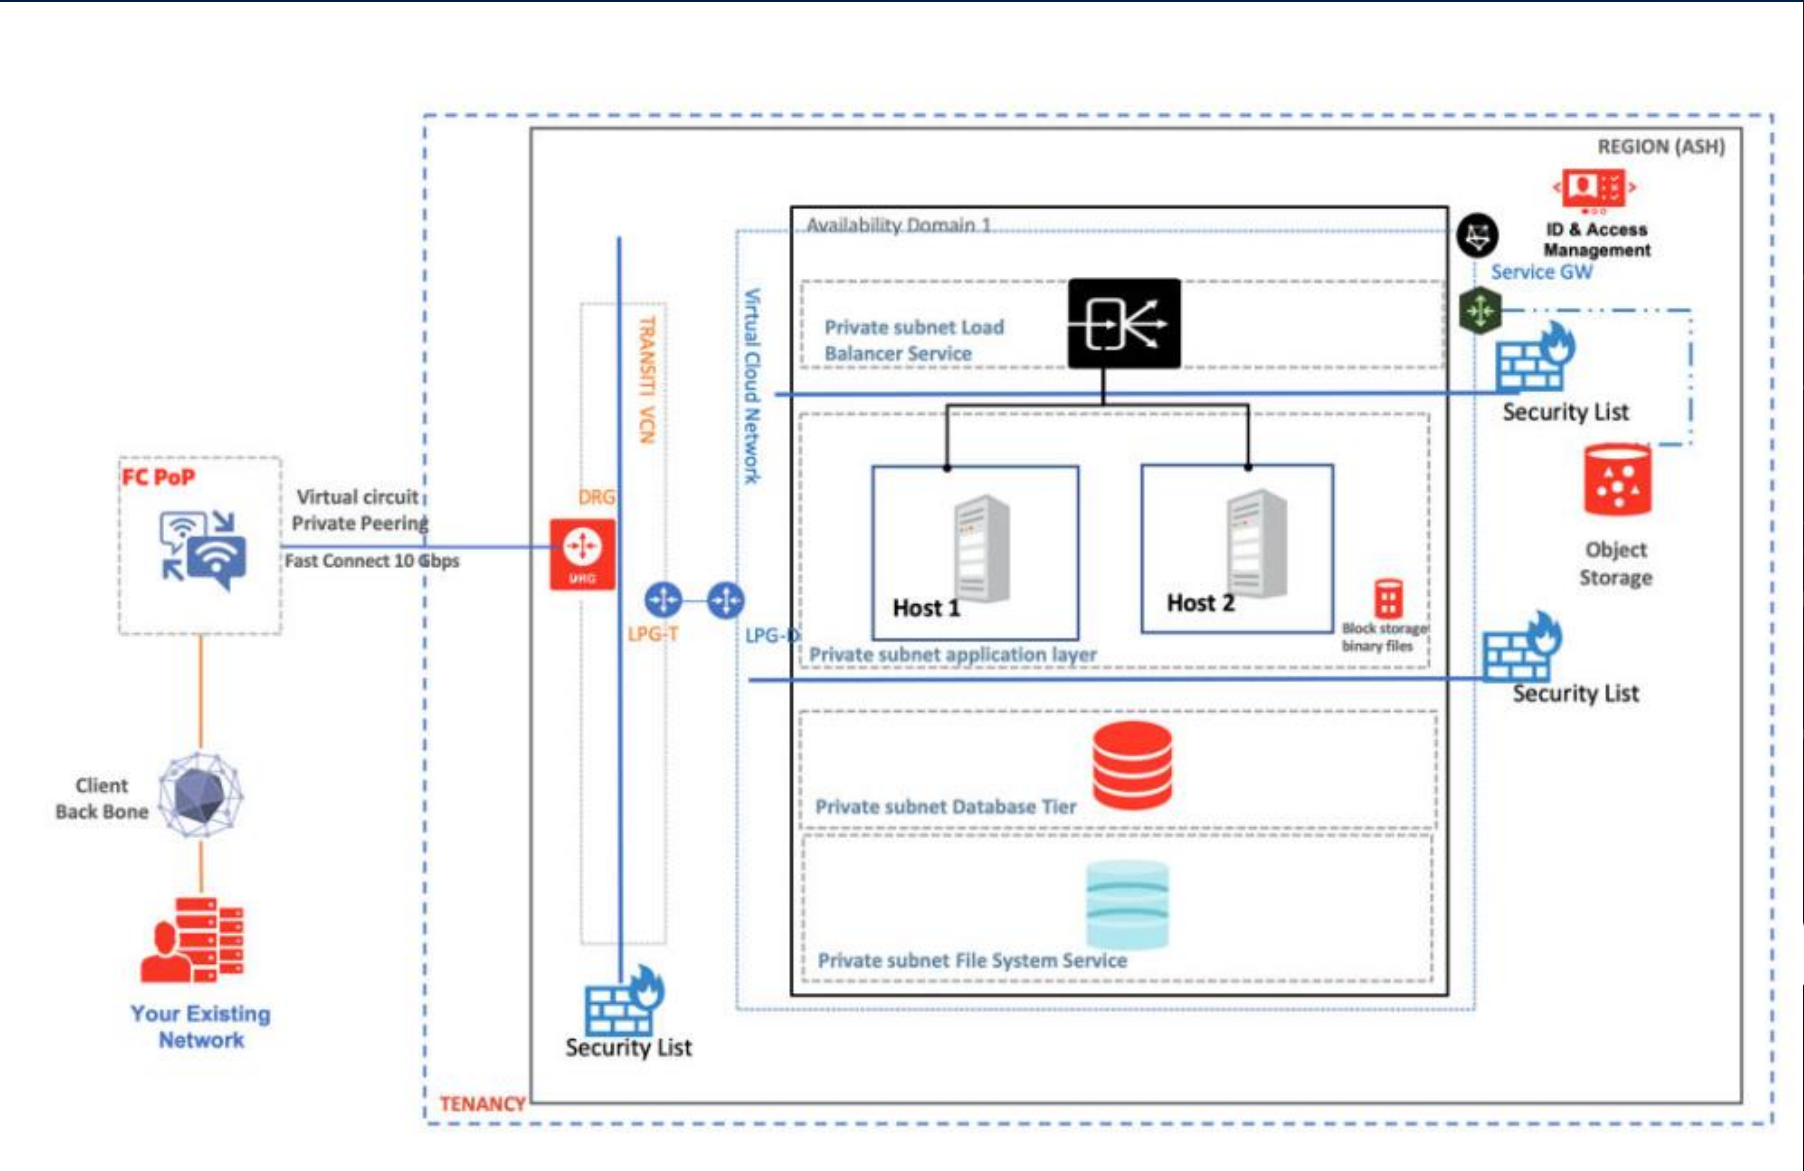 REGION (ASH)
ID & Access
Management
Service GW
Availability Domain 1
Private subnet Load
Balancer Service
Virtual Cloud Network
TRANSITI VCN
Security List
FC PoP
Virtual circuit
Private Peering
Fast Connect 10 Gbps
DRG
DRG
LPG-T
LPG-D
Host 1
Host 2
Block storage
binary files
Private subnet application layer
Object
Storage
Security List
Private subnet Database Tier
Client
Back Bone
Private subnet File System Service
Your Existing
Network
Security List
TENANCY